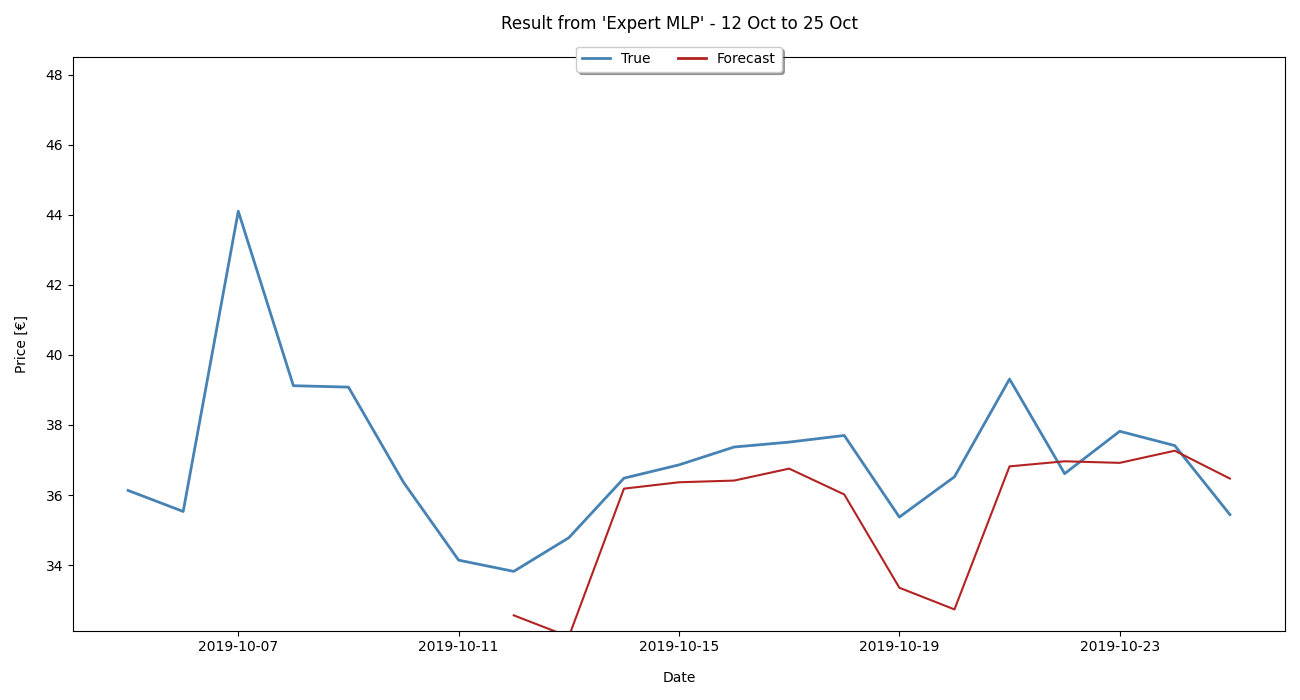 Result from 'Expert MLP' - 12 Oct to 25 Oct
True Forecast
48
46
44
42
40
38
36
34
Price [€]
2019-10-07 2019-10-11 2019-10-15 2019-10-19 2019-10-23
Date